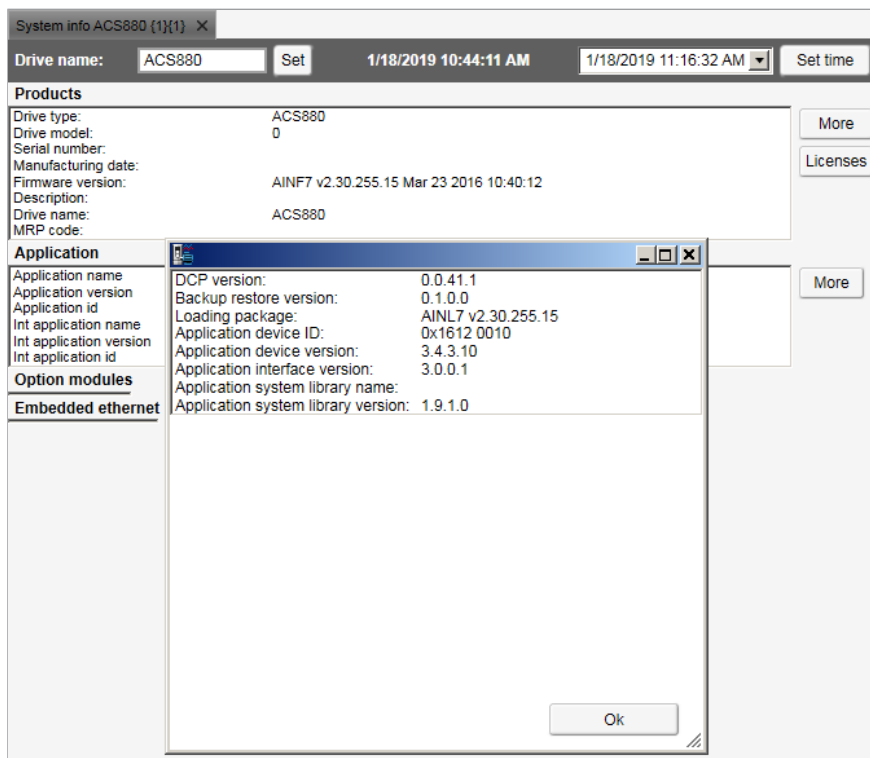 System info ACS880 {1}{1} X
Drive name: ACS880 Set 1/18/2019 10:44:11 AM 1/18/2019 11:16:32 AM Set time
Products
Drive type: ACS880
Drive model: 0
Serial number:
Manufacturing date:
Firmware version: AINF7 v2.30.255.15 Mar 23 2016 10:40:12
Description:
Drive name: ACS880
MRP code:
More
Licenses
Application
Application name
Application version
Application id
Int application name
Int application version
Int application id
More
Option modules
Embedded ethernet
DCP version: 0.0.41.1
Backup restore version: 0.1.0.0
Loading package: AINL7 v2.30.255.15
Application device ID: 0x1612 0010
Application device version: 3.4.3.10
Application interface version: 3.0.0.1
Application system library name:
Application system library version: 1.9.1.0
Ok